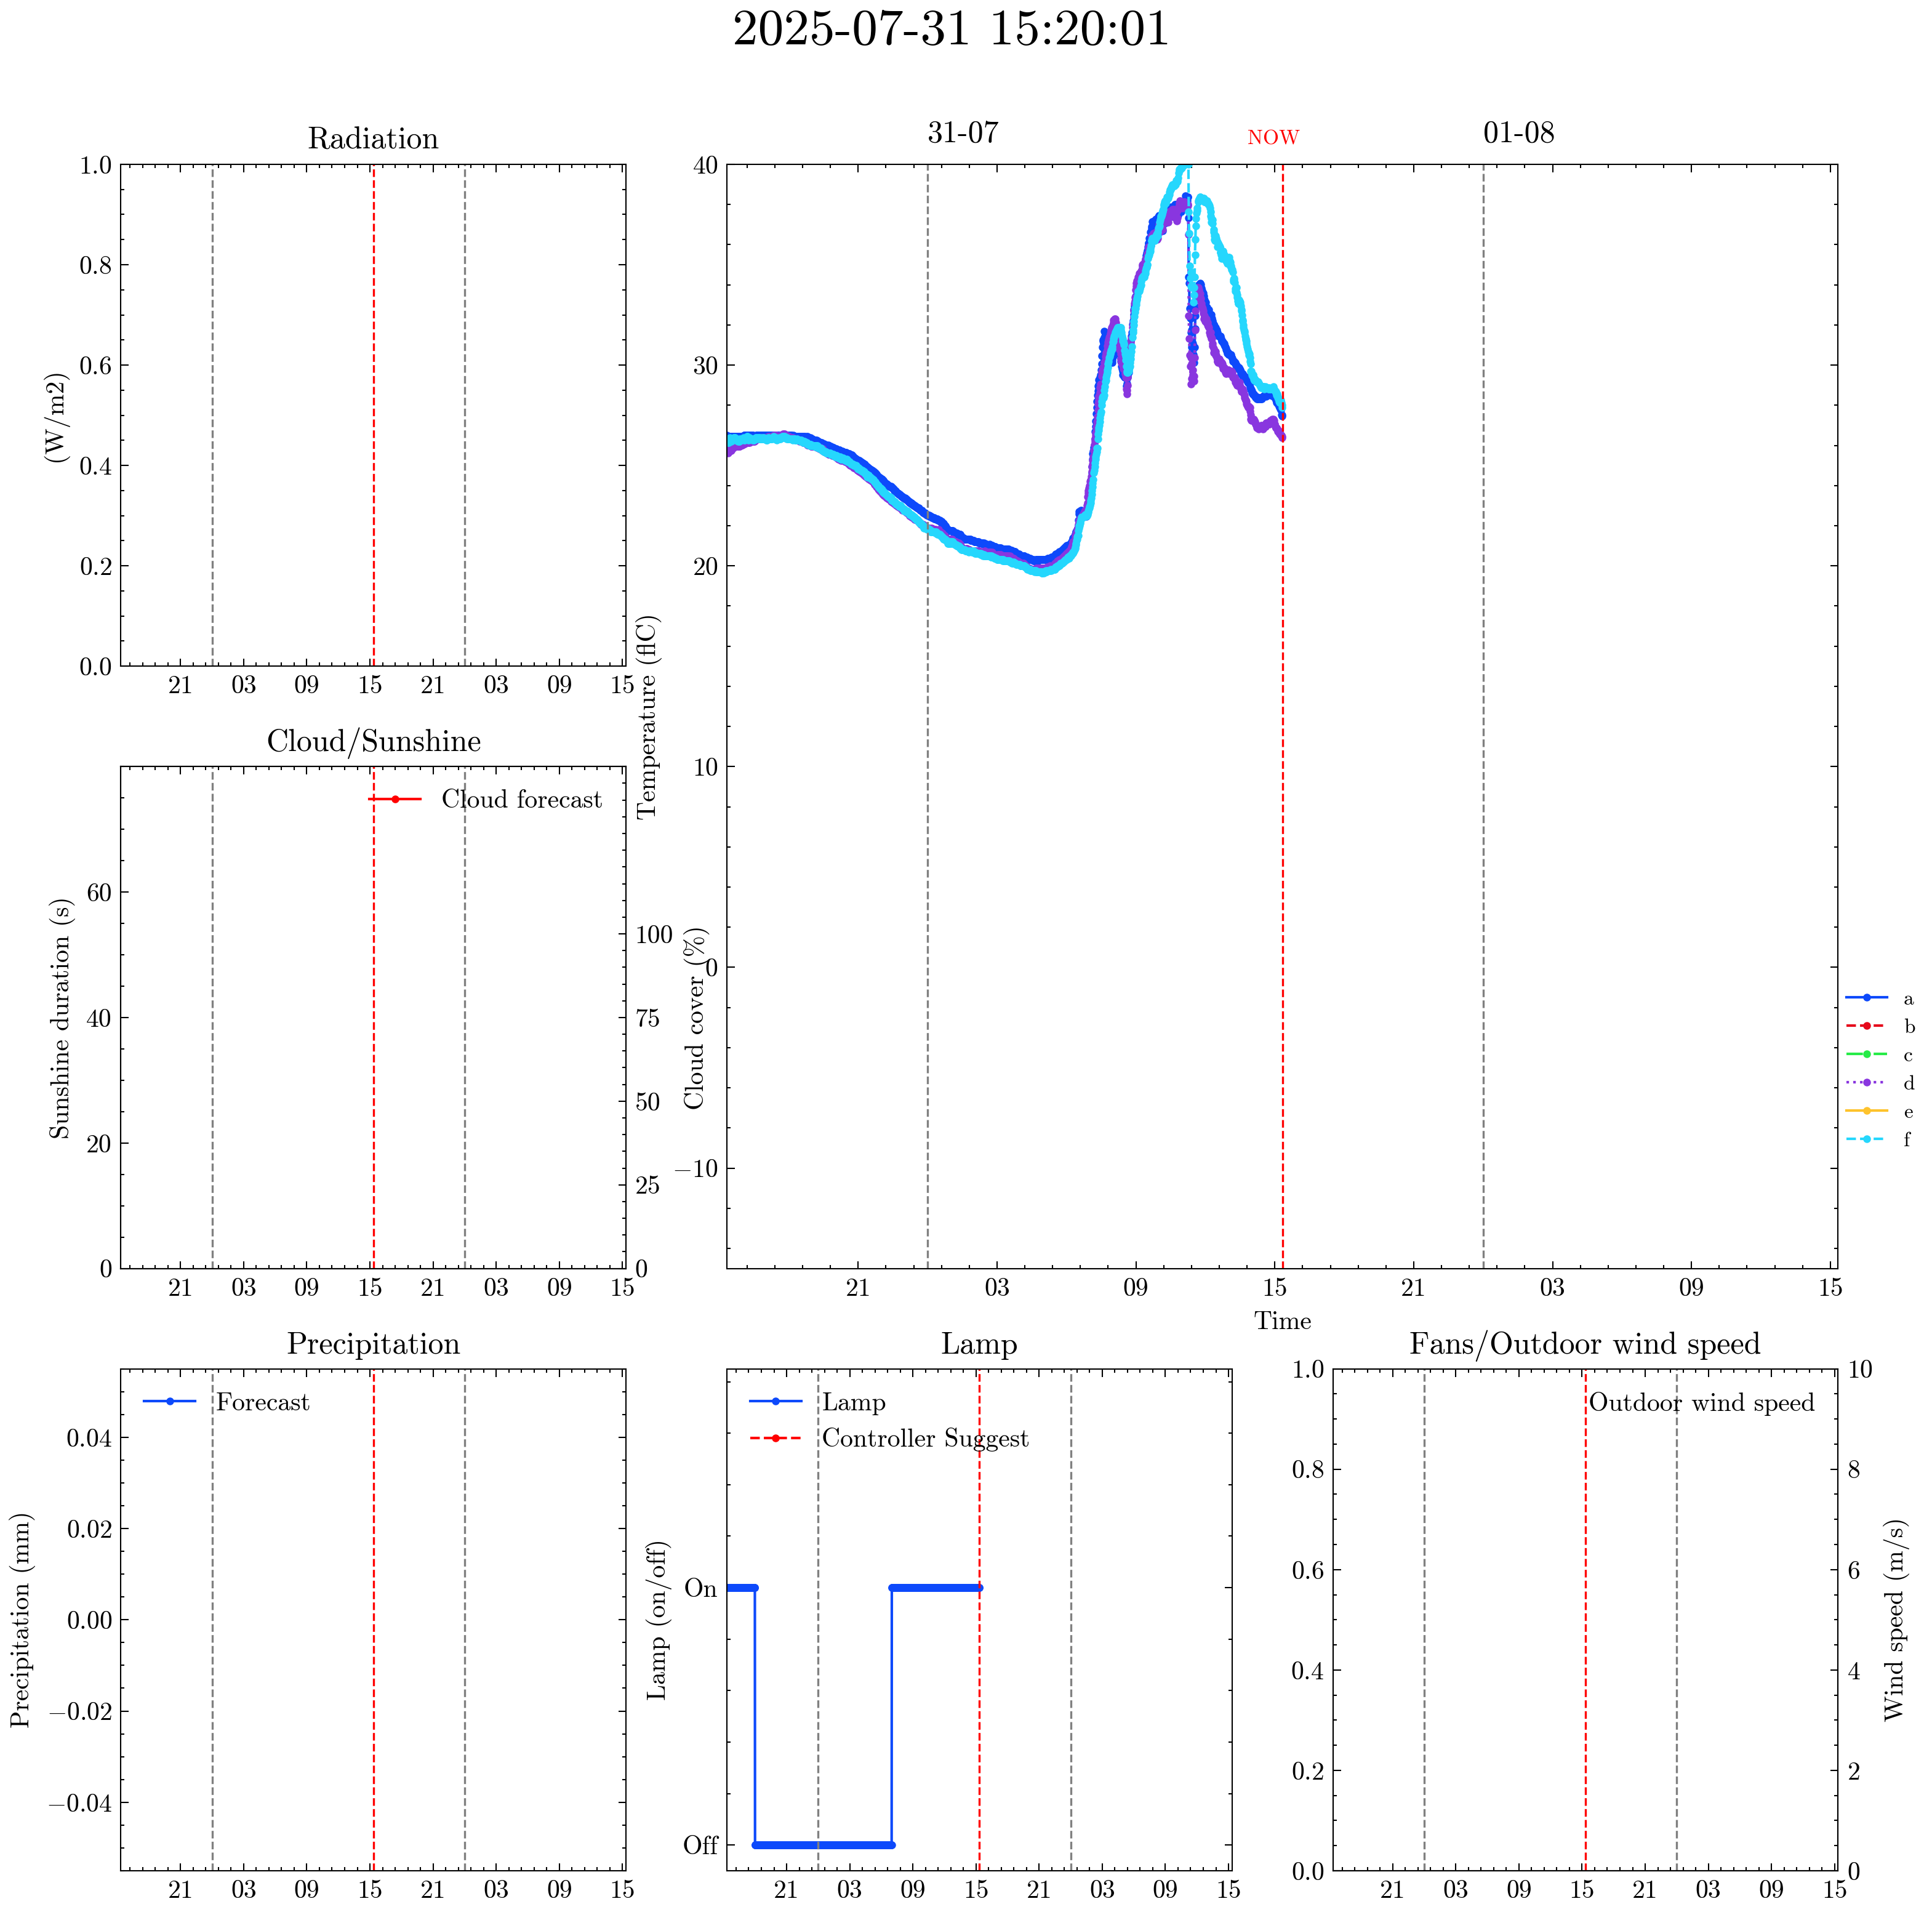 2025-07-31 15:20:01
Radiation
(W/m2)
1.0
0.8
0.6
0.4
0.2
0.0
21 03 09 15 21 03 09 15
31-07
NOW
01-08
Temperature (flC)
40
30
20
10
0
−10
21 03 09 15 21 03 09 15
Time
a
b
c
d
e
f
Cloud/Sunshine
Cloud forecast
Sunshine duration (s)
60
40
20
0
Cloud cover (%)
100
75
50
25
0
21 03 09 15 21 03 09 15
Precipitation
Forecast
Precipitation (mm)
0.04
0.02
0.00
−0.02
−0.04
21 03 09 15 21 03 09 15
Lamp
Lamp
Controller Suggest
Lamp (on/off)
On
Off
21 03 09 15 21 03 09 15
Fans/Outdoor wind speed
Outdoor wind speed
1.0
0.8
0.6
0.4
0.2
0.0
Wind speed (m/s)
10
8
6
4
2
0
21 03 09 15 21 03 09 15